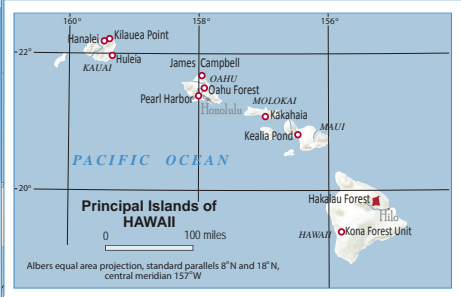 160°
158°
156°
Hanalei
Kilauea Point
22°
Huleia
KAUAI
James Campbell
OAHU
Oahu Forest
Pearl Harbor
Honolulu
MOLOKAI
Kakahaia
MAUI
Kealia Pond
PACIFIC OCEAN
20°
Principal Islands of
HAWAII
0
100 miles
Hakalau Forest
Hilo
HAWAII
Kona Forest Unit
Albers equal area projection, standard parallels 8°N and 18°N,
central meridian 157°W